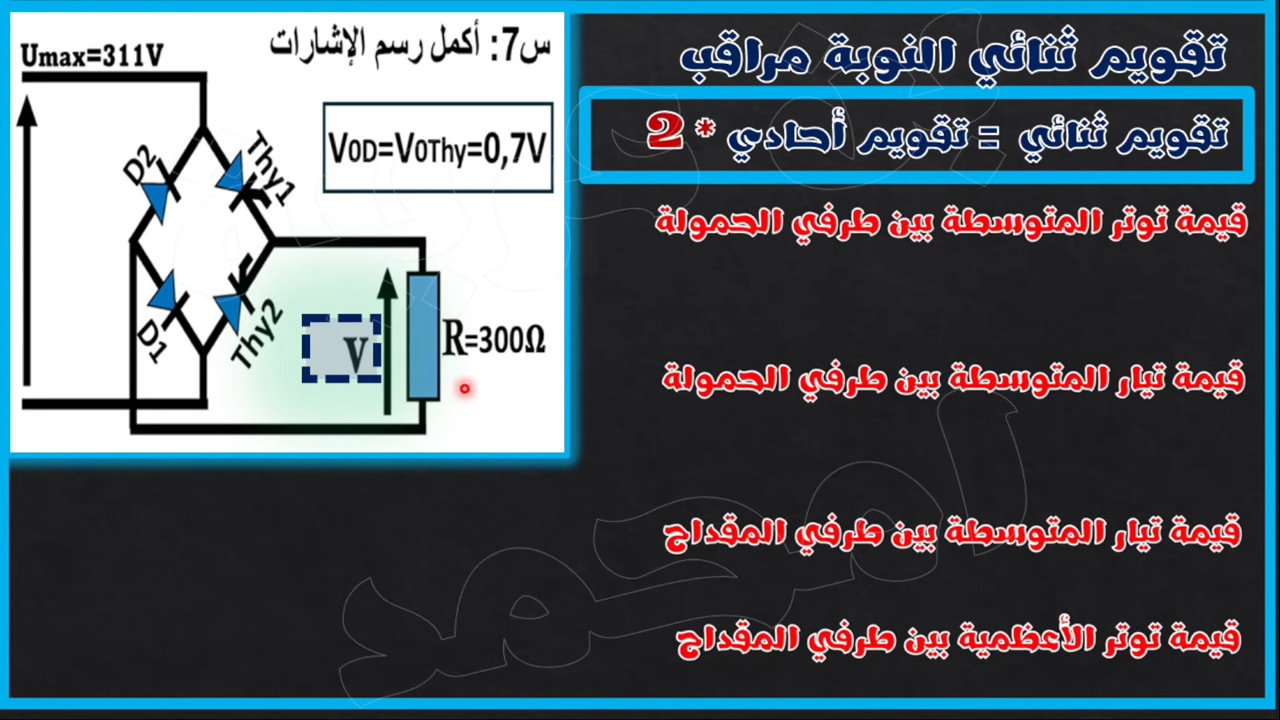 تقويم ثنائي النوبة مراقب
تقويم ثنائي = تقويم أحادي * 2
قيمة توتر المتوسطة بين طرفي الحمولة
قيمة تيار المتوسطة بين طرفي الحمولة
قيمة تيار المتوسطة بين طرفي المقداح
قيمة توتر الأعظمية بين طرفي المقداح
س7: أكمل رسم الإشارات
Umax=311V
V0D=V0Thy=0,7V
D2
Thy1
D1
Thy2
V
R=300Ω